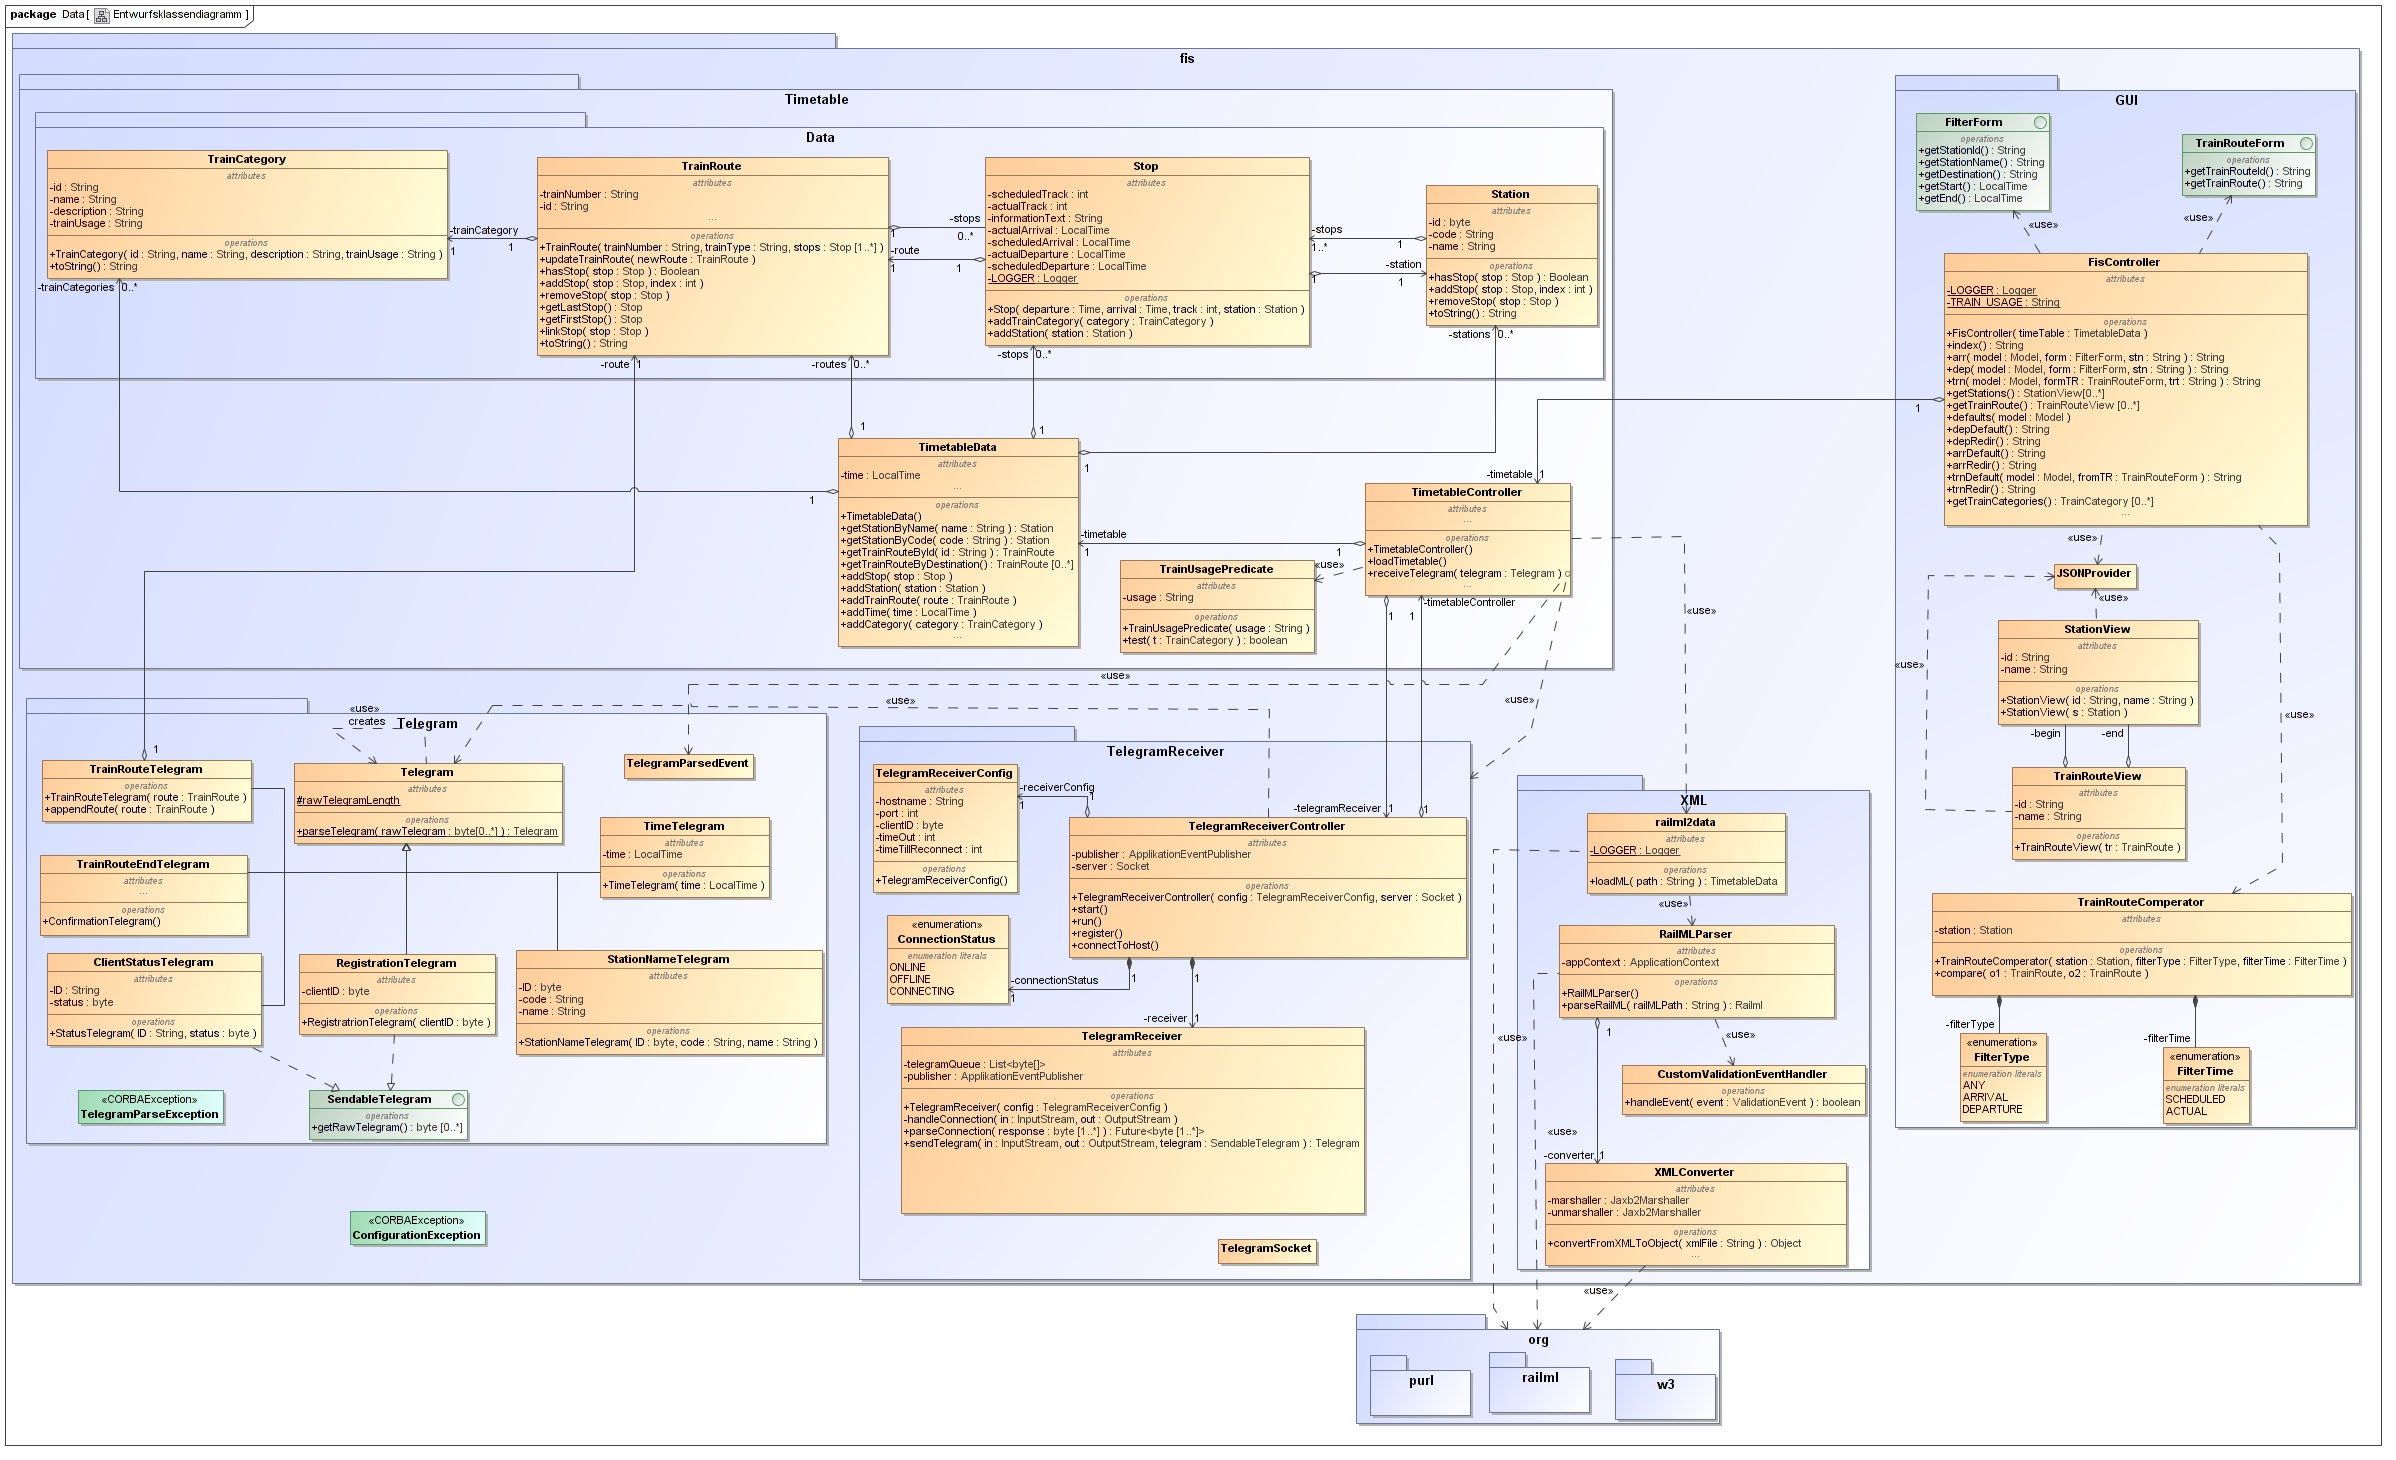 package Data[ Entwurfsklassendiagramm ]
fis
Timetable
Data
TrainCategory
attributes
-id : String
-name : String
-description : String
-trainUsage : String
operations
+TrainCategory( id : String, name : String, description : String, trainUsage : String )
+toString() : String
-trainCategories 0..*
-trainCategory
1
1
TrainRoute
attributes
-trainNumber : String
-id : String
...
operations
+TrainRoute( trainNumber : String, trainType : String, stops : Stop [1..*] )
+updateTrainRoute( newRoute : TrainRoute )
+hasStop( stop : Stop ) : Boolean
+addStop( stop : Stop, index : int )
+removeStop( stop : Stop )
+getLastStop() : Stop
+getFirstStop() : Stop
+linkStop( stop : Stop )
+toString() : String
-route 1
-routes 0..*
-stops
1
0..*
-route
1
1
Stop
attributes
-scheduledTrack : int
-actualTrack : int
-informationText : String
-actualArrival : LocalTime
-scheduledArrival : LocalTime
-actualDeparture : LocalTime
-scheduledDeparture : LocalTime
-LOGGER : Logger
operations
+Stop( departure : Time, arrival : Time, track : int, station : Station )
+addTrainCategory( category : TrainCategory )
+addStation( station : Station )
-stops 0..*
-stops
1..*
1
-station
1
1
Station
attributes
-id : byte
-code : String
-name : String
operations
+hasStop( stop : Stop ) : Boolean
+addStop( stop : Stop, index : int )
+removeStop( stop : Stop )
+toString() : String
-stations 0..*
1
1
1
1
TimetableData
attributes
-time : LocalTime
...
operations
+TimetableData()
+getStationByName( name : String ) : Station
+getStationByCode( code : String ) : Station
+getTrainRouteById( id : String ) : TrainRoute
+getTrainRouteByDestination() : TrainRoute [0..*]
+addStop( stop : Stop )
+addStation( station : Station )
+addTrainRoute( route : TrainRoute )
+addTime( time : LocalTime )
+addCategory( category : TrainCategory )
...
-timetable
1
1
-timetable 1
TimetableController
attributes
...
operations
+TimetableController()
+loadTimetable()
+receiveTelegram( telegram : Telegram )
...
«use»
TrainUsagePredicate
attributes
-usage : String
operations
+TrainUsagePredicate( usage : String )
+test( t : TrainCategory ) : boolean
1
1
-timetableController
«use»
«use»
«use»
«use»
GUI
FilterForm
operations
+getStationId() : String
+getStationName() : String
+getDestination() : String
+getStart() : LocalTime
+getEnd() : LocalTime
TrainRouteForm
operations
+getTrainRouteId() : String
+getTrainRoute() : String
«use»
«use»
FisController
attributes
-LOGGER : Logger
-TRAIN_USAGE : String
operations
+FisController( timeTable : TimetableData )
+index() : String
+arr( model : Model, form : FilterForm, stn : String ) : String
+dep( model : Model, form : FilterForm, stn : String ) : String
+trn( model : Model, formTR : TrainRouteForm, trt : String ) : String
+getStations() : StationView[0..*]
+getTrainRoute() : TrainRouteView [0..*]
+defaults( model : Model )
+depDefault() : String
+depRedir() : String
+arrDefault() : String
+arrRedir() : String
+trnDefault( model : Model, fromTR : TrainRouteForm ) : String
+trnRedir() : String
+getTrainCategories() : TrainCategory [0..*]
...
1
«use»
JSONProvider
«use»
StationView
attributes
-id : String
-name : String
operations
+StationView( id : String, name : String )
+StationView( s : Station )
«use»
-begin
-end
«use»
TrainRouteView
attributes
-id : String
-name : String
operations
+TrainRouteView( tr : TrainRoute )
TrainRouteComperator
attributes
-station : Station
operations
+TrainRouteComperator( station : Station, filterType : FilterType, filterTime : FilterTime )
+compare( o1 : TrainRoute, o2 : TrainRoute )
-filterType
-filterTime
«enumeration»
FilterType
enumeration literals
ANY
ARRIVAL
DEPARTURE
«enumeration»
FilterTime
enumeration literals
SCHEDULED
ACTUAL
Telegram
«use»
creates
1
TrainRouteTelegram
operations
+TrainRouteTelegram( route : TrainRoute )
+appendRoute( route : TrainRoute )
Telegram
attributes
#rawTelegramLength
operations
+parseTelegram( rawTelegram : byte[0..*] ) : Telegram
TelegramParsedEvent
TimeTelegram
attributes
-time : LocalTime
operations
+TimeTelegram( time : LocalTime )
TrainRouteEndTelegram
attributes
...
operations
+ConfirmationTelegram()
ClientStatusTelegram
attributes
-ID : String
-status : byte
operations
+StatusTelegram( ID : String, status : byte )
RegistrationTelegram
attributes
-clientID : byte
operations
+RegistrartionTelegram( clientID : byte )
StationNameTelegram
attributes
-ID : byte
-code : String
-name : String
operations
+StationNameTelegram( ID : byte, code : String, name : String )
«CORBAException»
TelegramParseException
SendableTelegram
operations
+getRawTelegram() : byte [0..*]
«CORBAException»
ConfigurationException
TelegramReceiver
TelegramReceiverConfig
attributes
-hostname : String
-port : int
-clientID : byte
-timeOut : int
-timeTillReconnect : int
operations
+TelegramReceiverConfig()
-receiverConfig
1
1
-telegramReceiver 1
1
TelegramReceiverController
attributes
-publisher : ApplikationEventPublisher
-server : Socket
operations
+TelegramReceiverController( config : TelegramReceiverConfig, server : Socket )
+start()
+run()
+register()
+connectToHost()
«enumeration»
ConnectionStatus
enumeration literals
ONLINE
OFFLINE
CONNECTING
-connectionStatus
1
1
1
-receiver 1
TelegramReceiver
attributes
-telegramQueue : List<byte[]>
-publisher : ApplikationEventPublisher
operations
+TelegramReceiver( config : TelegramReceiverConfig )
-handleConnection( in : InputStream, out : OutputStream )
+parseConnection( response : byte [1..*] ) : Future<byte [1..*]>
+sendTelegram( in : InputStream, out : OutputStream, telegram : SendableTelegram ) : Telegram
TelegramSocket
XML
railml2data
attributes
-LOGGER : Logger
operations
+loadML( path : String ) : TimetableData
«use»
RailMLParser
attributes
-appContext : ApplicationContext
operations
+RailMLParser()
+parseRailML( railMLPath : String ) : Railml
1
«use»
«use»
CustomValidationEventHandler
operations
+handleEvent( event : ValidationEvent ) : boolean
«use»
-converter 1
XMLConverter
attributes
-marshaller : Jaxb2Marshaller
-unmarshaller : Jaxb2Marshaller
operations
+convertFromXMLToObject( xmlFile : String ) : Object
...
«use»
org
purl
railml
w3